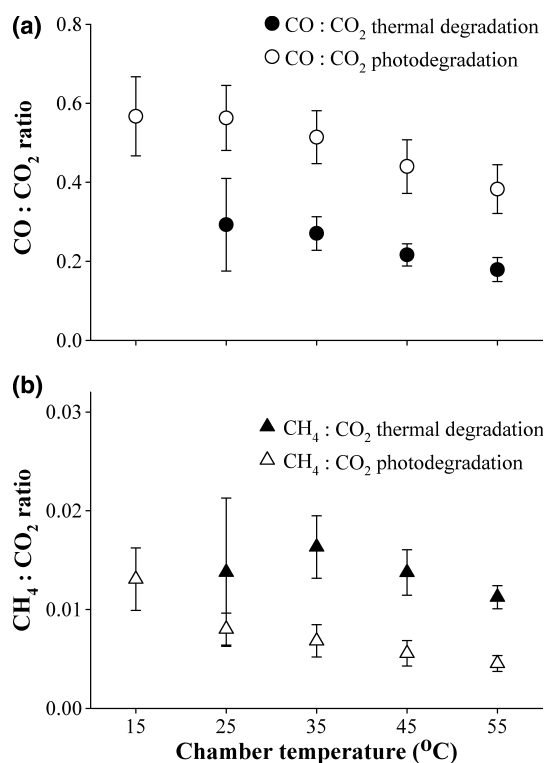 (a)
0.8
● CO : CO₂ thermal degradation
○ CO : CO₂ photodegradation
0.6
0.4
0.2
0.0
CO : CO₂ ratio
(b)
0.03
▲ CH₄ : CO₂ thermal degradation
△ CH₄ : CO₂ photodegradation
0.02
0.01
0.00
CH₄ : CO₂ ratio
15 25 35 45 55
Chamber temperature (⁰C)